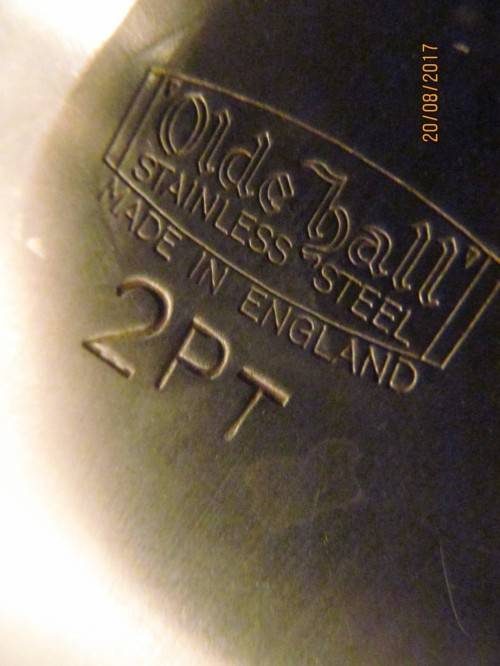 "Olde hall"
STAINLESS STEEL
MADE IN ENGLAND
2PT
20/08/2017